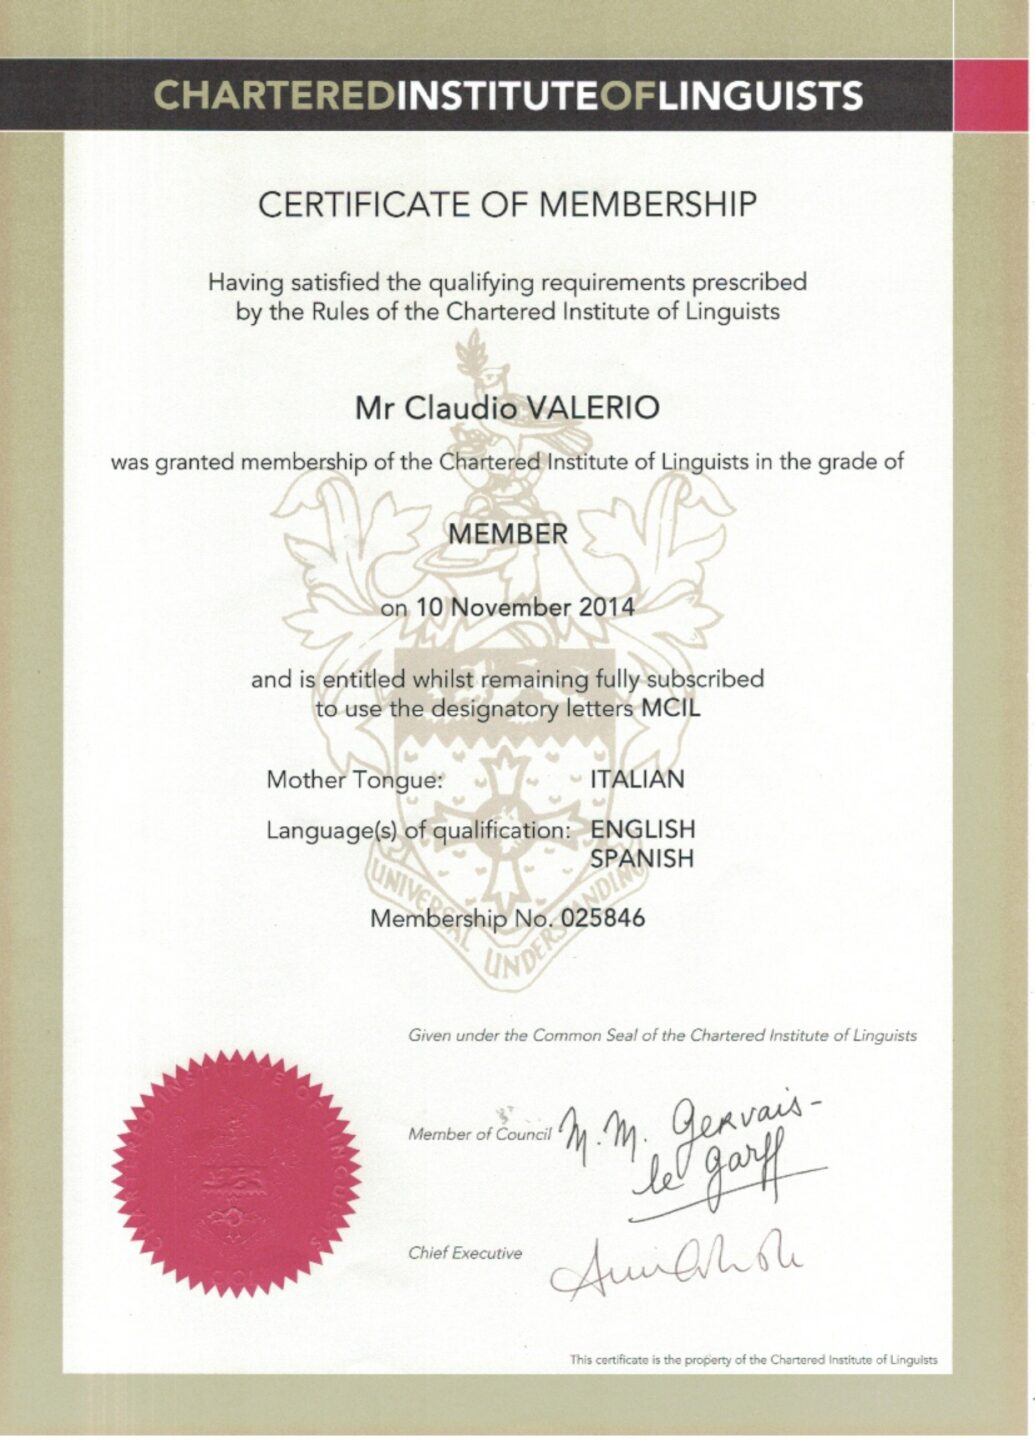 CHARTEREDINSTITUTEOFLINGUISTS
CERTIFICATE OF MEMBERSHIP
Having satisfied the qualifying requirements prescribed
by the Rules of the Chartered Institute of Linguists
Mr Claudio VALERIO
was granted membership of the Chartered Institute of Linguists in the grade of
MEMBER
on 10 November 2014
and is entitled whilst remaining fully subscribed
to use the designatory letters MCIL
Mother Tongue: ITALIAN
Language(s) of qualification: ENGLISH
SPANISH
Membership No. 025846
UNIVERSAL UNDERSTANDING
Given under the Common Seal of the Chartered Institute of Linguists
CHARTERED INSTITUTE OF LINGUISTS
Member of Council M. M. Gervais-
le garff
Chief Executive
This certificate is the property of the Chartered Institute of Linguists